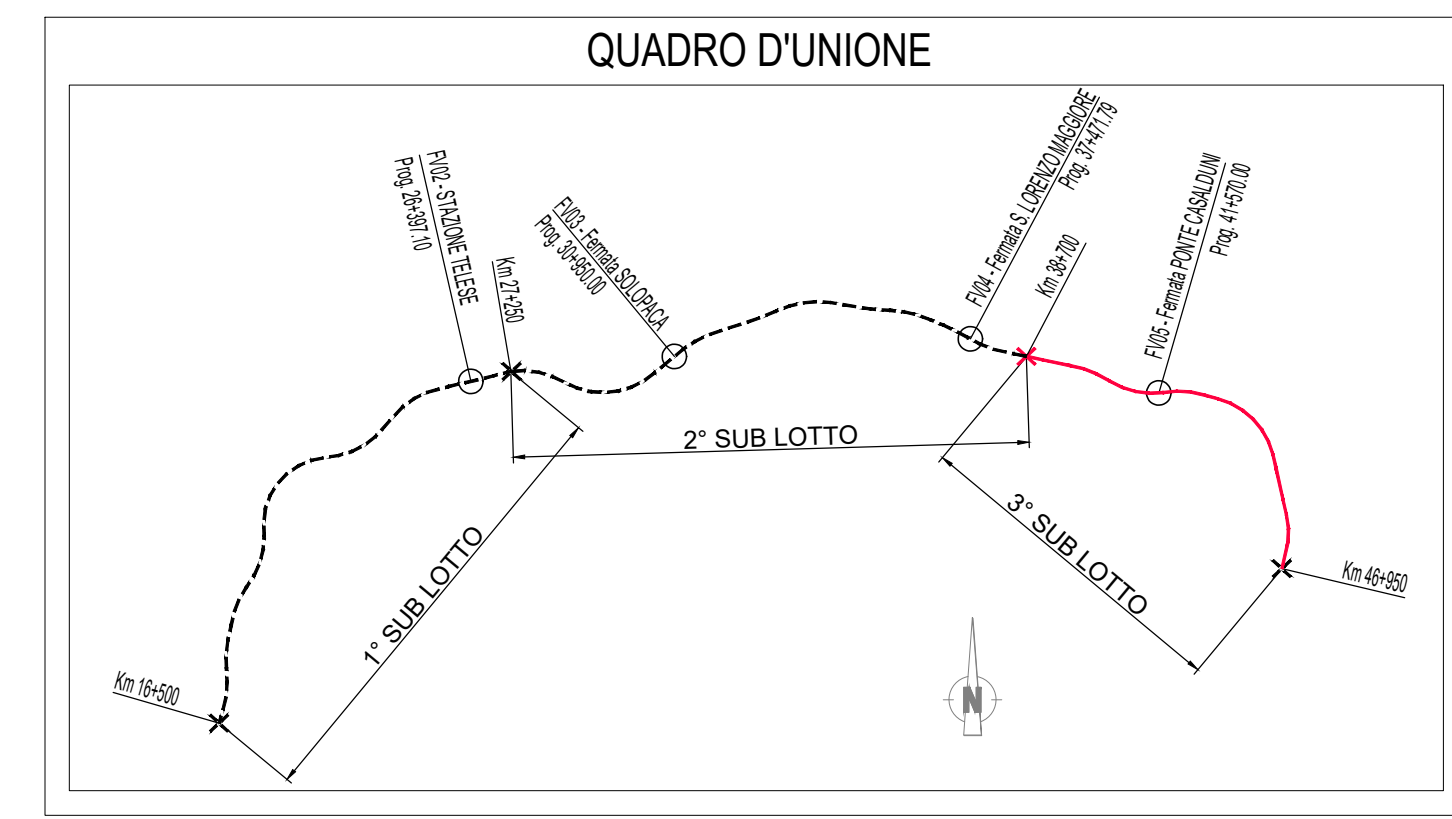 QUADRO D'UNIONE
FV02 - STAZIONE TELESE
Prog. 26+397.10
Km 27+250
FV03 - Fermata SOLOPACA
Prog. 30+950.00
FV04 - Fermata S. LORENZO MAGGIORE
Prog. 37+471.79
Km 38+700
FV05 - Fermata PONTE CASALDUNI
Prog. 41+570.00
2° SUB LOTTO
1° SUB LOTTO
3° SUB LOTTO
Km 46+950
Km 16+500
N